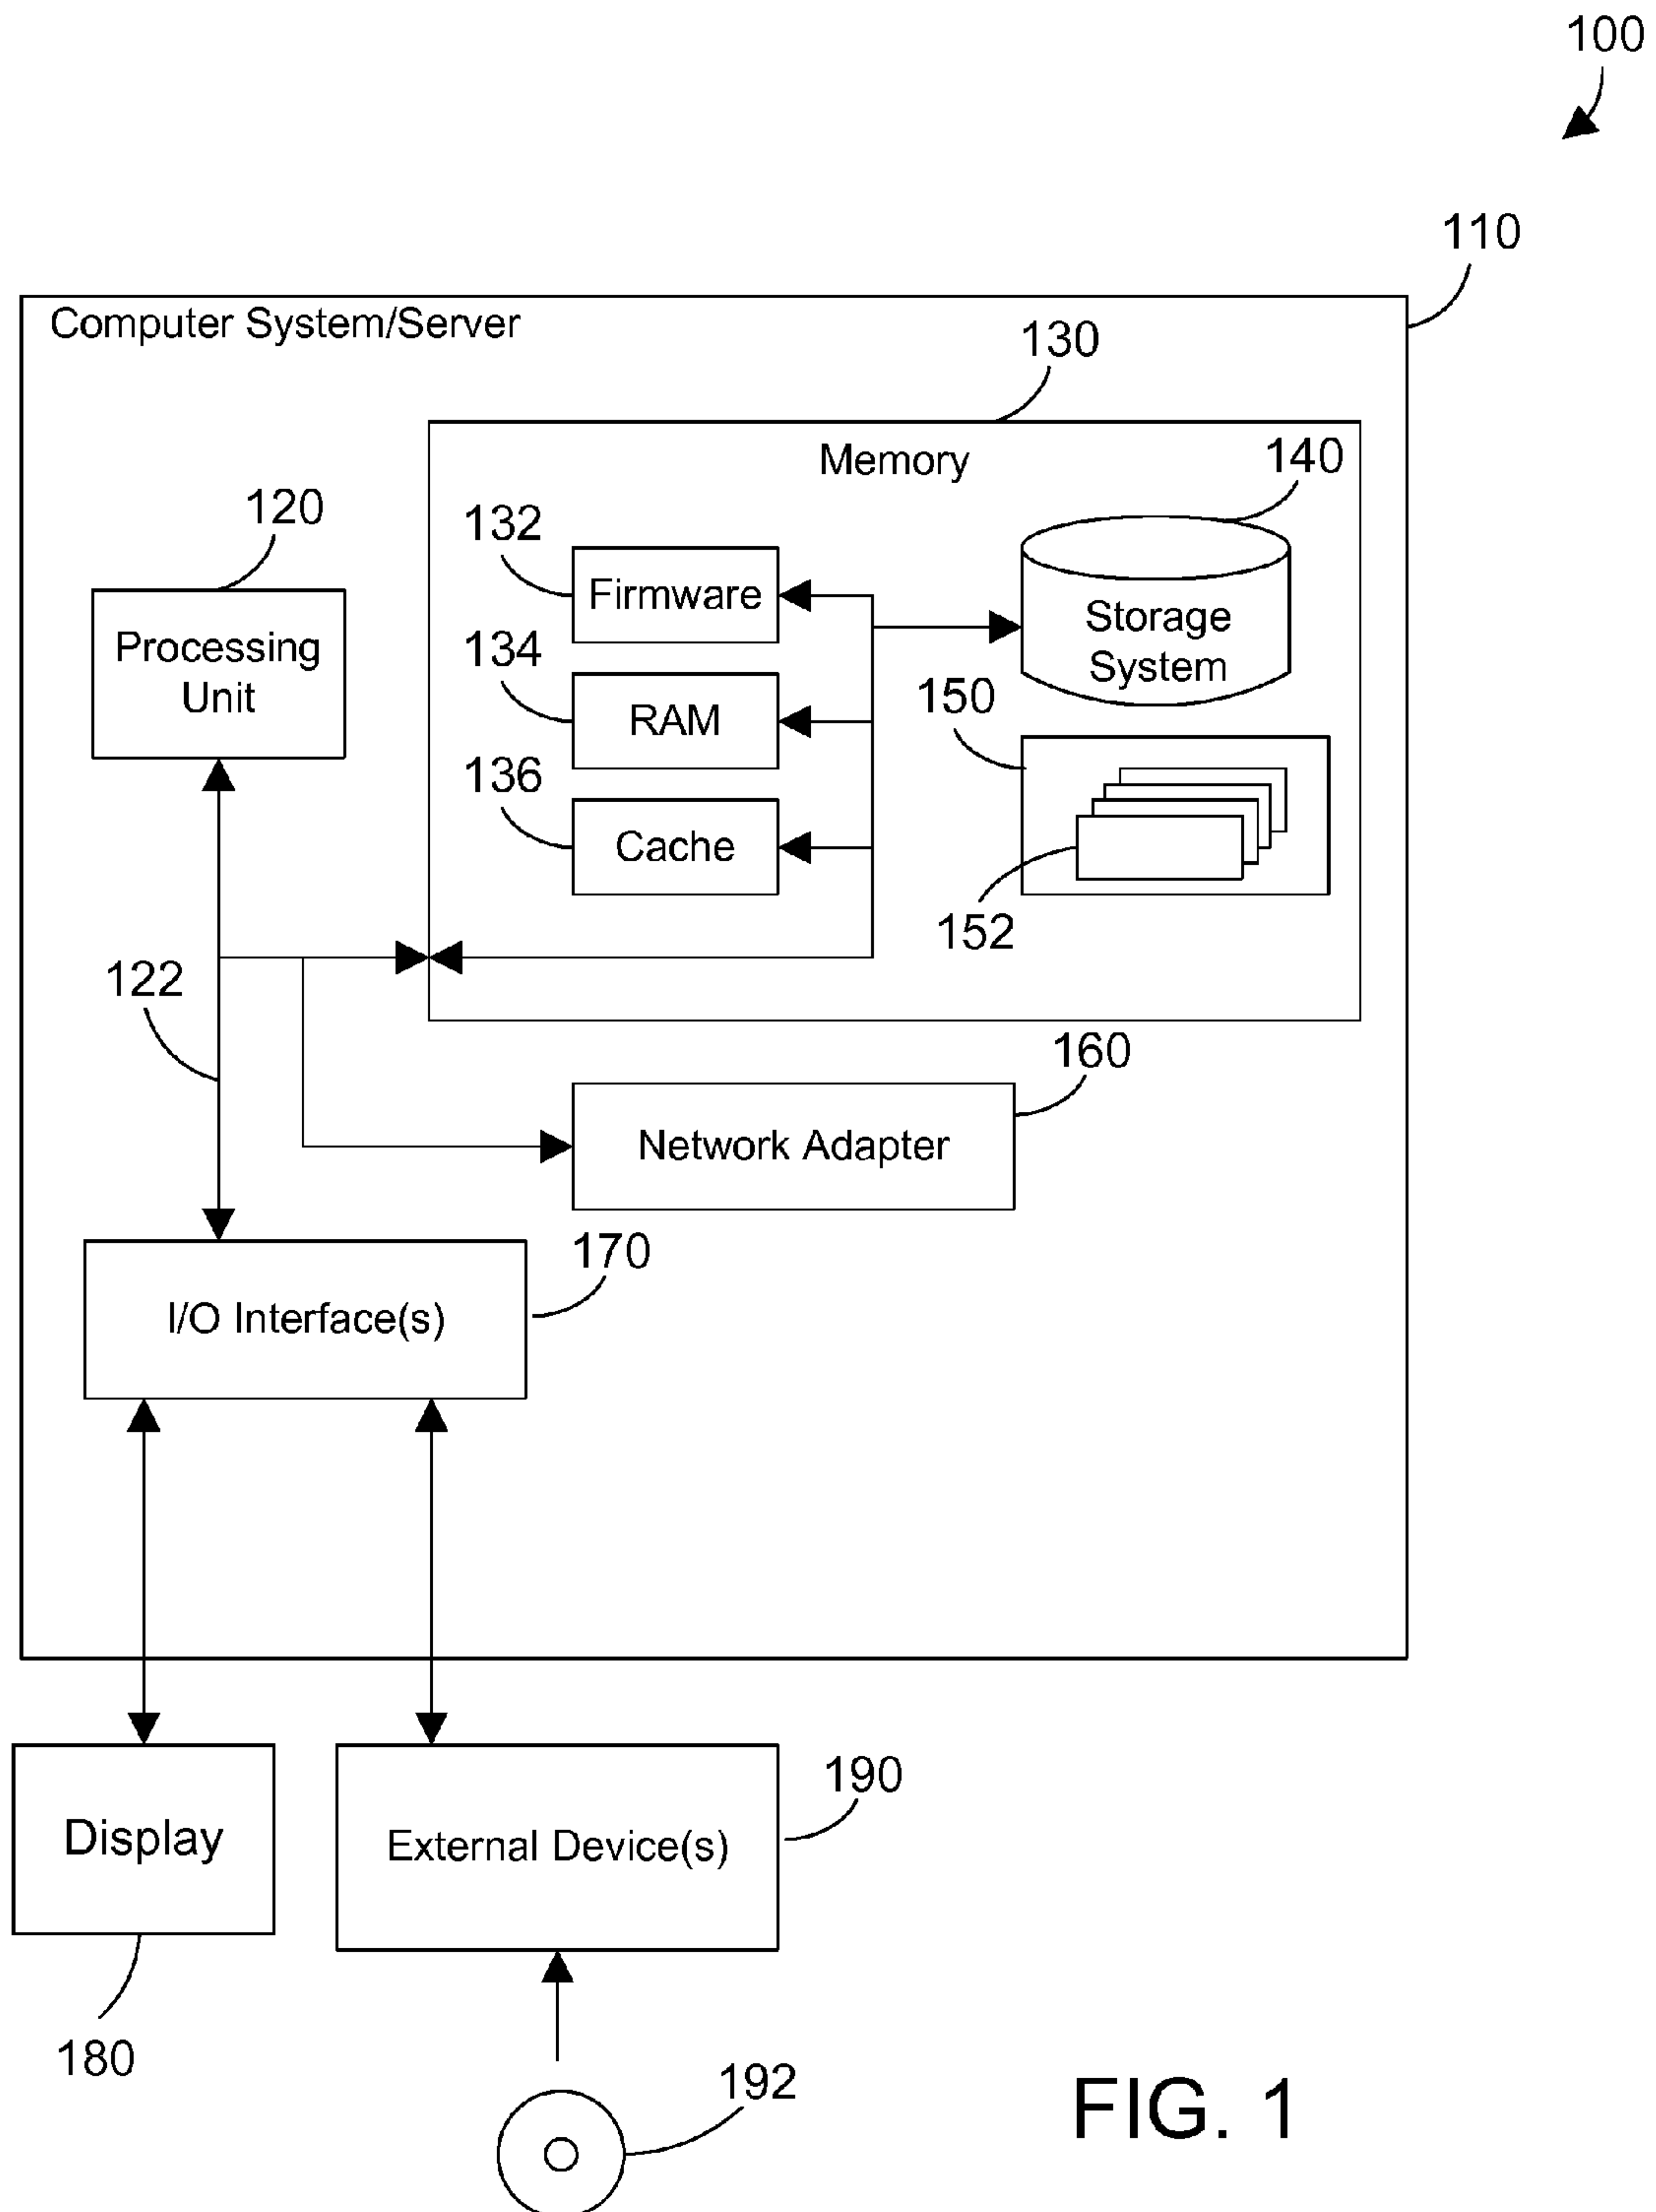 100
110
Computer System/Server
130
Memory
140
120
132
Firmware
Storage
System
Processing
Unit
134
RAM
150
136
Cache
152
122
160
Network Adapter
170
I/O Interface(s)
190
Display
External Device(s)
180
192
FIG. 1